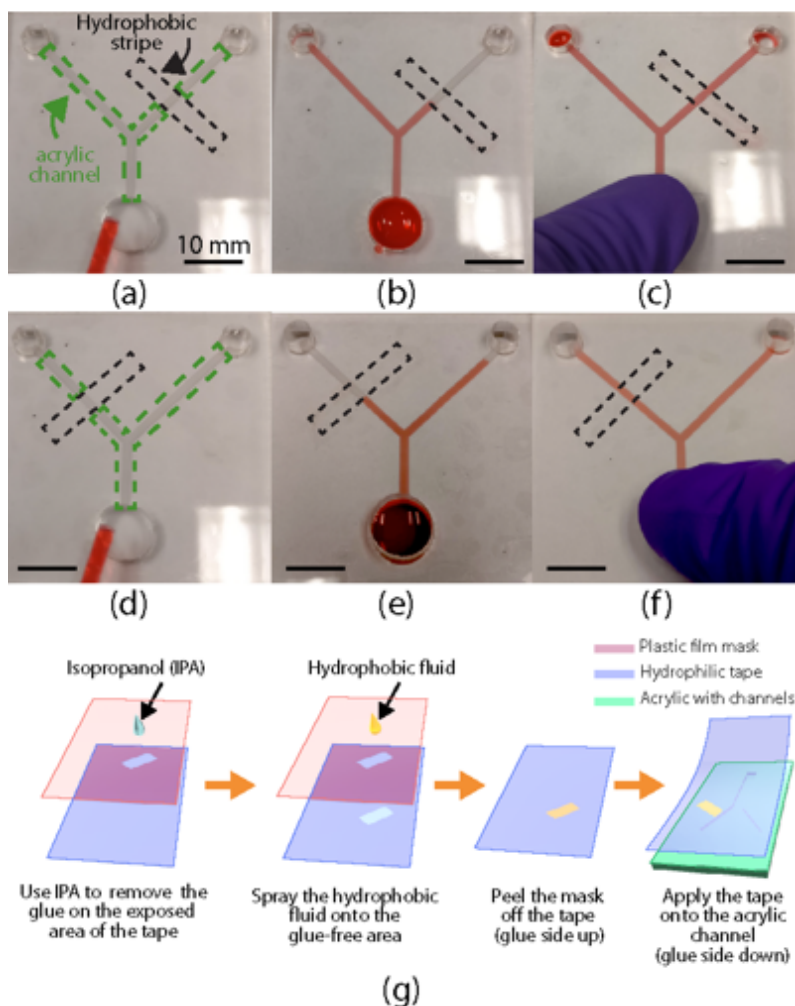 Hydrophobic
stripe
acrylic
channel
10 mm
(a)
(b)
(c)
(d)
(e)
(f)
Isopropanol (IPA)
Hydrophobic fluid
Plastic film mask
Hydrophilic tape
Acrylic with channels
Use IPA to remove the
glue on the exposed
area of the tape
Spray the hydrophobic
fluid onto the
glue-free area
Peel the mask
off the tape
(glue side up)
Apply the tape
onto the acrylic
channel
(glue side down)
(g)